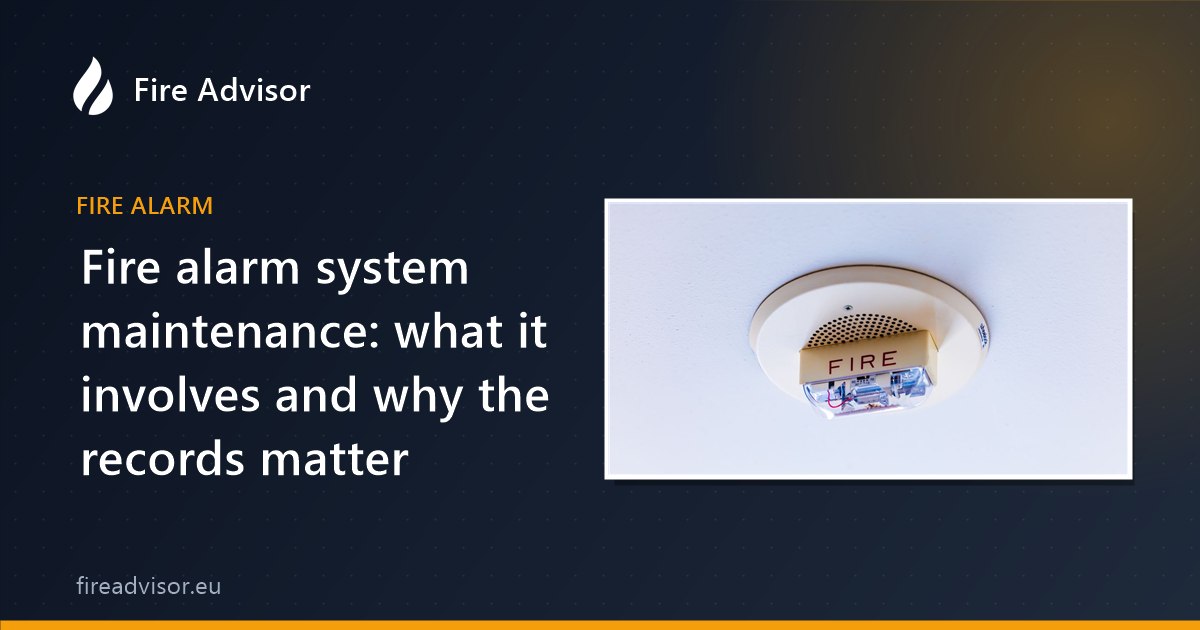 Fire Advisor
FIRE ALARM
Fire alarm system
maintenance: what it
involves and why the
records matter
FIRE
fireadvisor.eu